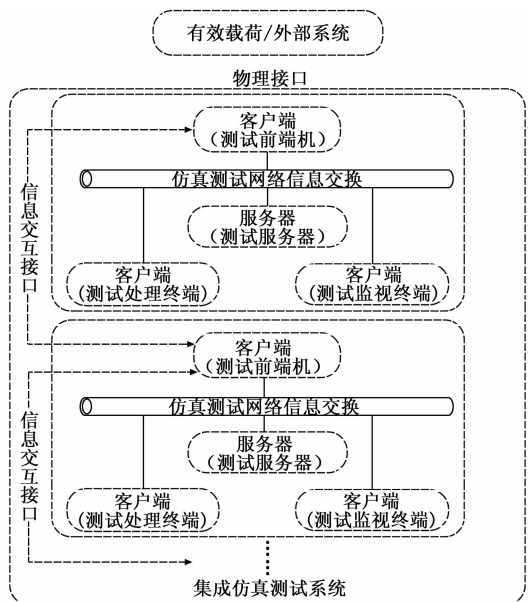 有效载荷/外部系统
物理接口
客户端
（测试前端机）
仿真测试网络信息交换
服务器
（测试服务器）
客户端
（测试处理终端）
客户端
（测试监视终端）
信息交互接口
客户端
（测试前端机）
仿真测试网络信息交换
服务器
（测试服务器）
客户端
（测试处理终端）
客户端
（测试监视终端）
信息交互接口
集成仿真测试系统